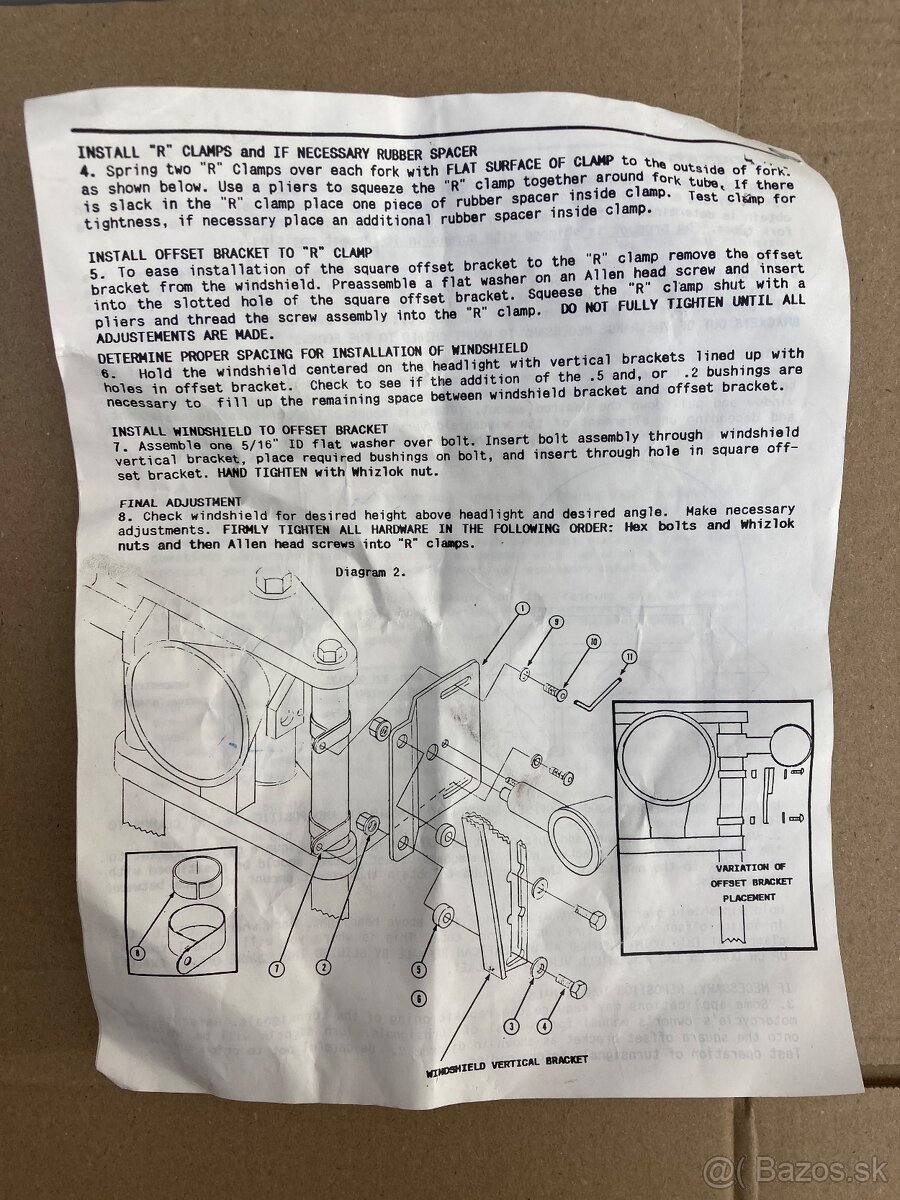 INSTALL "R" CLAMPS and IF NECESSARY RUBBER SPACER
4. Spring two "R" Clamps over each fork with FLAT SURFACE OF CLAMP to the outside of fork.
as shown below. Use a pliers to squeeze the "R" clamp together around fork tube. If there
is slack in the "R" clamp place one piece of rubber spacer inside clamp. Test clamp for
tightness, if necessary place an additional rubber spacer inside clamp.
INSTALL OFFSET BRACKET TO "R" CLAMP
5. To ease installation of the square offset bracket to the "R" clamp remove the offset
bracket from the windshield. Preassemble a flat washer on an Allen head screw and insert
into the slotted hole of the square offset bracket. Squeese the "R" clamp shut with a
pliers and thread the screw assembly into the "R" clamp. DO NOT FULLY TIGHTEN UNTIL ALL
ADJUSTEMENTS ARE MADE.
DETERMINE PROPER SPACING FOR INSTALLATION OF WINDSHIELD
6. Hold the windshield centered on the headlight with vertical brackets lined up with
holes in offset bracket. Check to see if the addition of the .5 and, or .2 bushings are
necessary to fill up the remaining space between windshield bracket and offset bracket.
INSTALL WINDSHIELD TO OFFSET BRACKET
7. Assemble one 5/16" ID flat washer over bolt. Insert bolt assembly through windshield
vertical bracket, place required bushings on bolt, and insert through hole in square off-
set bracket. HAND TIGHTEN with Whizlok nut.
FINAL ADJUSTMENT
8. Check windshield for desired height above headlight and desired angle. Make necessary
adjustments. FIRMLY TIGHTEN ALL HARDWARE IN THE FOLLOWING ORDER: Hex bolts and Whizlok
nuts and then Allen head screws into "R" clamps.
Diagram 2.
1
9
10
11
VARIATION OF
OFFSET BRACKET
PLACEMENT
8
7
2
5
6
3
4
WINDSHIELD VERTICAL BRACKET
@( Bazos.sk